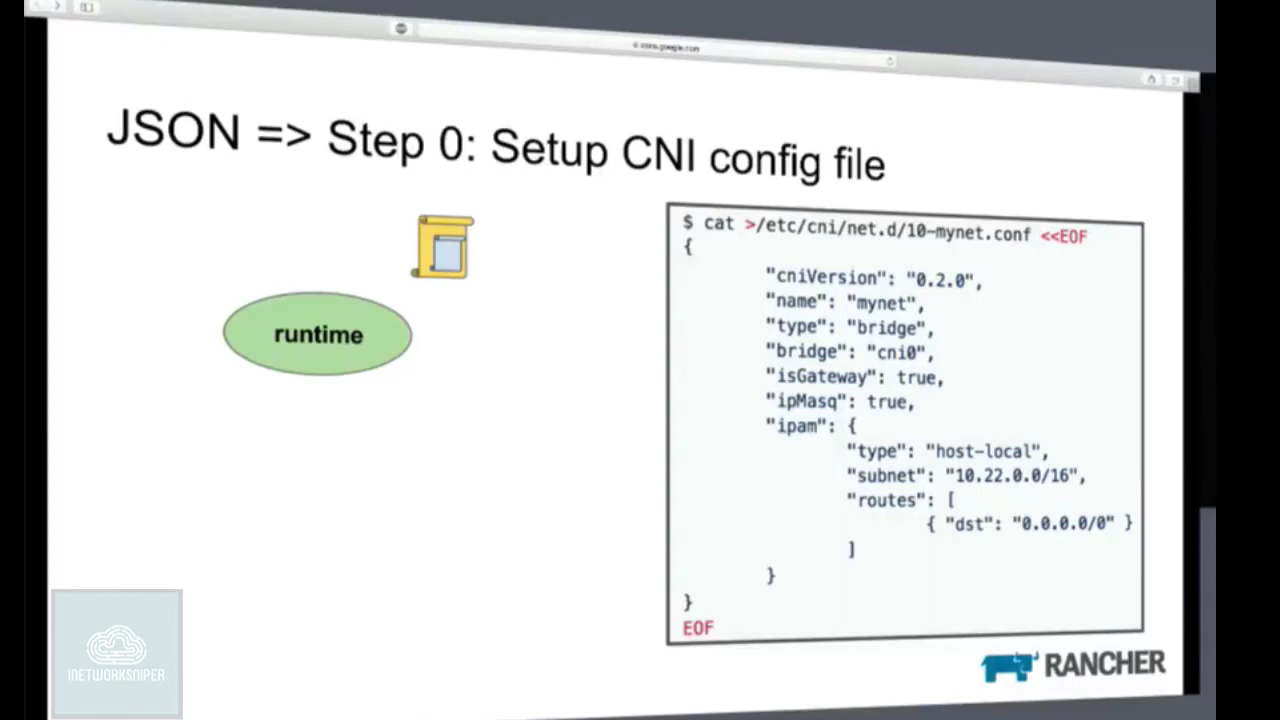 JSON => Step 0: Setup CNI config file
runtime
$ cat >/etc/cni/net.d/10-mynet.conf <<EOF
{
"cniVersion": "0.2.0",
"name": "mynet",
"type": "bridge",
"bridge": "cni0",
"isGateway": true,
"ipMasq": true,
"ipam": {
"type": "host-local",
"subnet": "10.22.0.0/16",
"routes": [
{ "dst": "0.0.0.0/0" }
]
}
}
EOF
RANCHER
INETWORKSNIPER